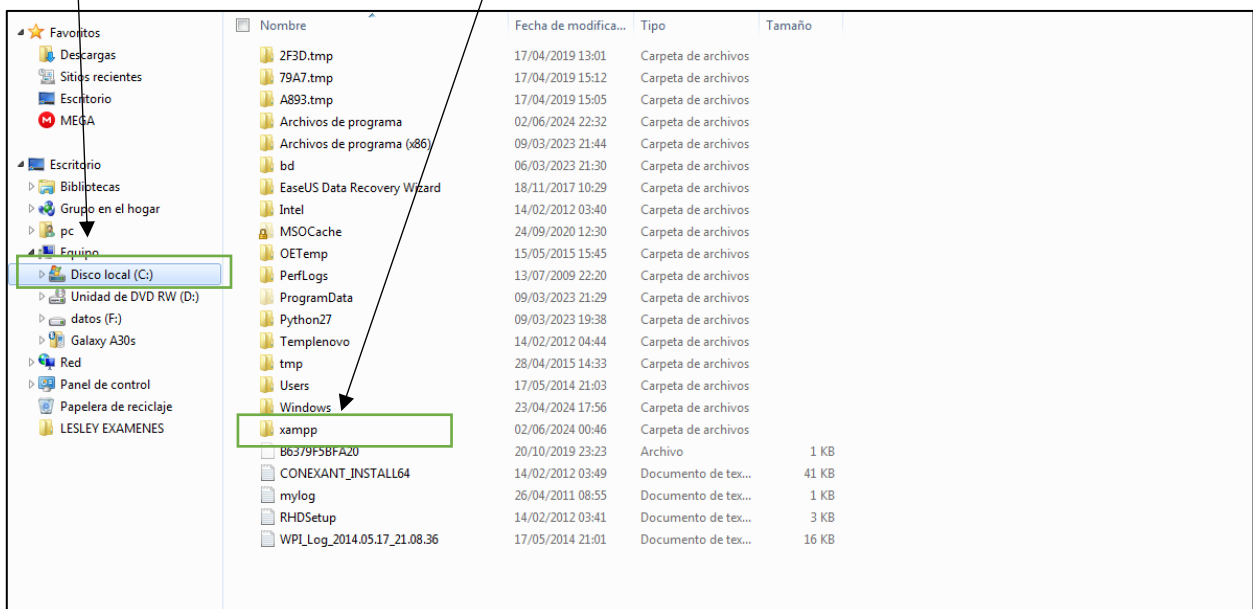 Favoritos
Descargas
Sitios recientes
Escritorio
MEGA
Escritorio
Bibliotecas
Grupo en el hogar
pc
Equipo
Disco local (C:)
Unidad de DVD RW (D:)
datos (F:)
Galaxy A30s
Red
Panel de control
Papelera de reciclaje
LESLEY EXAMENES
Nombre Fecha de modifica... Tipo Tamaño
2F3D.tmp 17/04/2019 13:01 Carpeta de archivos
79A7.tmp 17/04/2019 15:12 Carpeta de archivos
A893.tmp 17/04/2019 15:05 Carpeta de archivos
Archivos de programa 02/06/2024 22:32 Carpeta de archivos
Archivos de programa (x86) 09/03/2023 21:44 Carpeta de archivos
bd 06/03/2023 21:30 Carpeta de archivos
EaseUS Data Recovery Wizard 18/11/2017 10:29 Carpeta de archivos
Intel 14/02/2012 03:40 Carpeta de archivos
MSOCache 24/09/2020 12:30 Carpeta de archivos
OETemp 15/05/2015 15:45 Carpeta de archivos
PerfLogs 13/07/2009 22:20 Carpeta de archivos
ProgramData 09/03/2023 21:29 Carpeta de archivos
Python27 09/03/2023 19:38 Carpeta de archivos
Templenovo 14/02/2012 04:44 Carpeta de archivos
tmp 28/04/2015 14:33 Carpeta de archivos
Users 17/05/2014 21:03 Carpeta de archivos
Windows 23/04/2024 17:56 Carpeta de archivos
xampp 02/06/2024 00:46 Carpeta de archivos
B6379F5BFA20 20/10/2019 23:23 Archivo 1 KB
CONEXANT_INSTALL64 14/02/2012 03:49 Documento de tex... 41 KB
mylog 26/04/2011 08:55 Documento de tex... 1 KB
RHDSetup 14/02/2012 03:41 Documento de tex... 3 KB
WPI_Log_2014.05.17_21.08.36 17/05/2014 21:01 Documento de tex... 16 KB